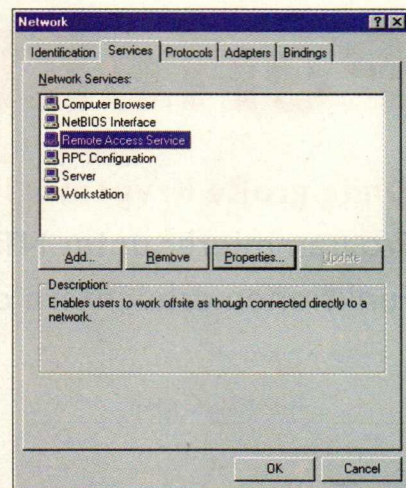 Network
Identification Services Protocols Adapters Bindings
Network Services:
Computer Browser
NetBIOS Interface
Remote Access Service
RPC Configuration
Server
Workstation
Add... Remove Properties... Update
Description:
Enables users to work offsite as though connected directly to a
network.
OK Cancel